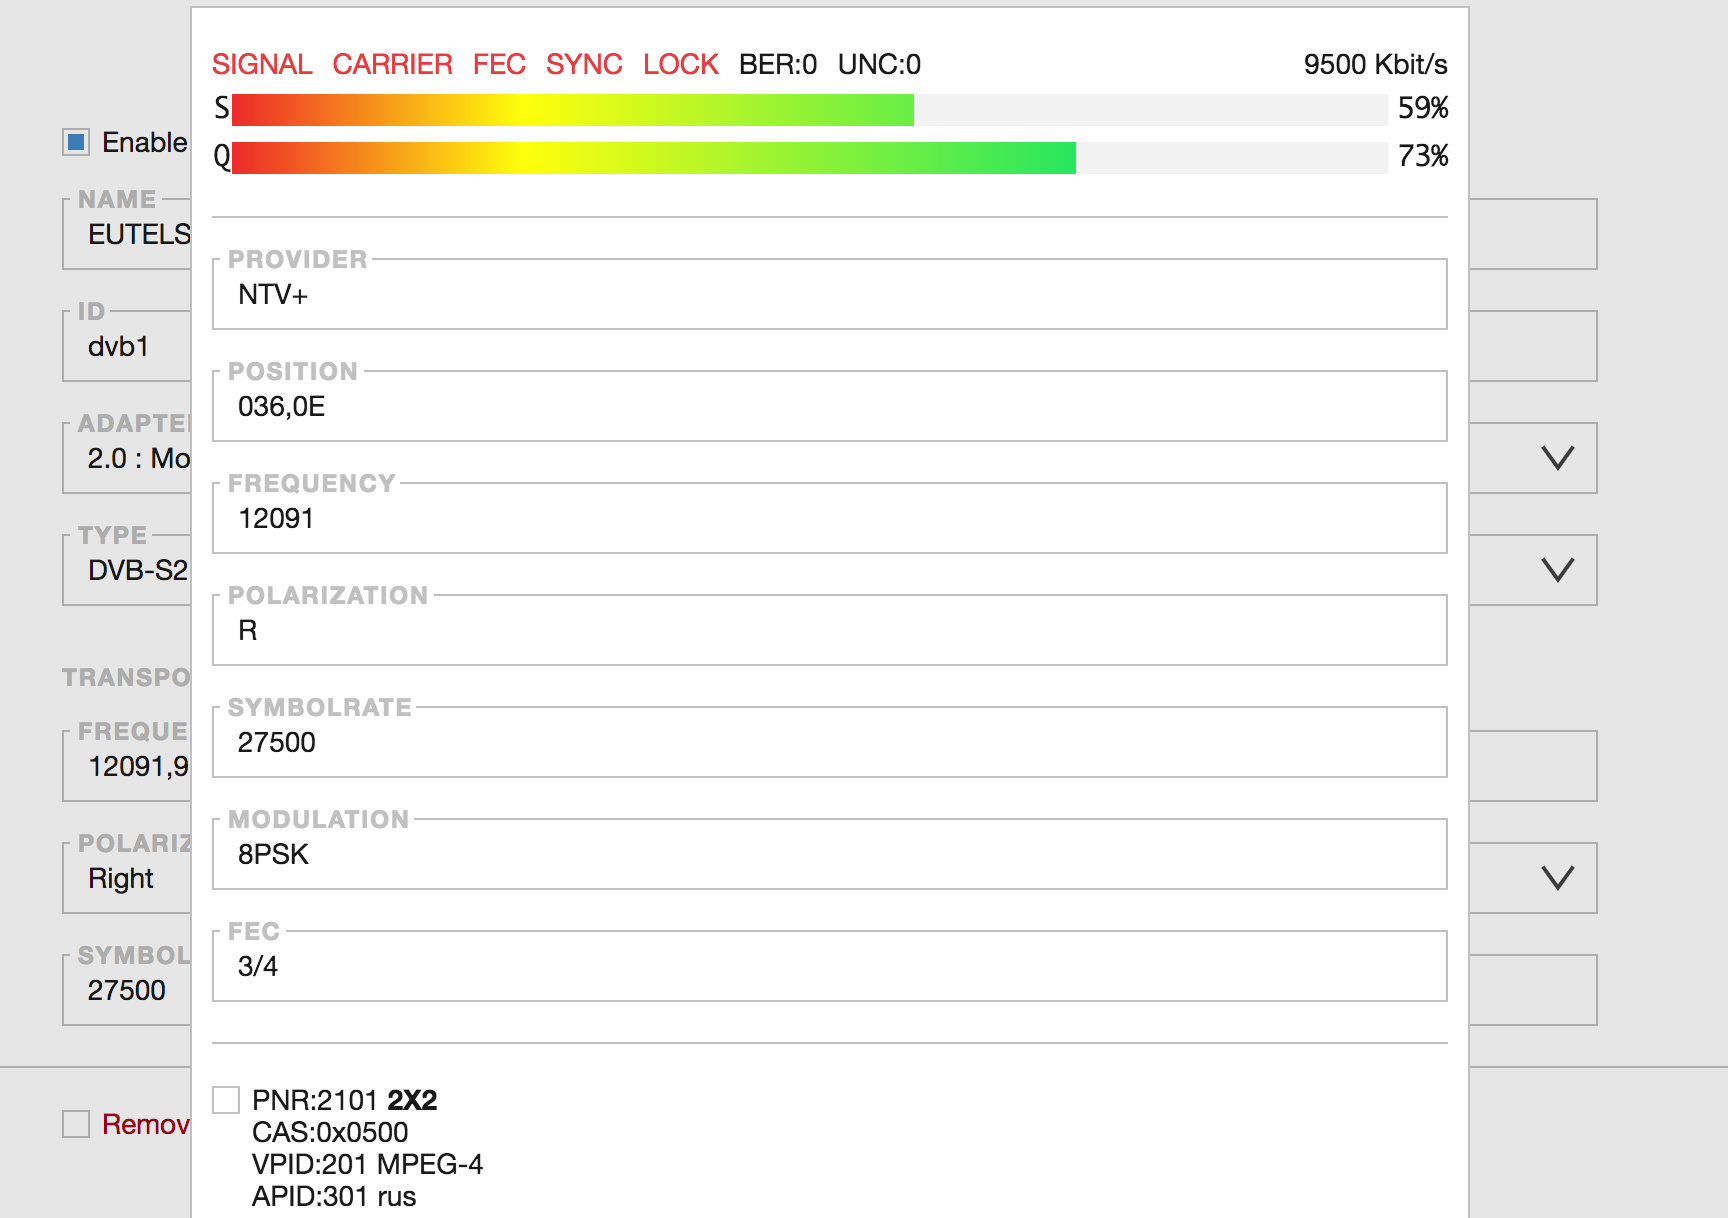 SIGNAL CARRIER FEC SYNC LOCK BER:0 UNC:0 9500 Kbit/s
S 59%
Q 73%
Enable
NAME
EUTELS
ID
dvb1
ADAPTE
2.0 : Mo
TYPE
DVB-S2
TRANSPO
FREQUE
12091,9
POLARIZ
Right
SYMBOL
27500
Remov
PROVIDER
NTV+
POSITION
036,0E
FREQUENCY
12091
POLARIZATION
R
SYMBOLRATE
27500
MODULATION
8PSK
FEC
3/4
PNR:2101 2X2
CAS:0x0500
VPID:201 MPEG-4
APID:301 rus